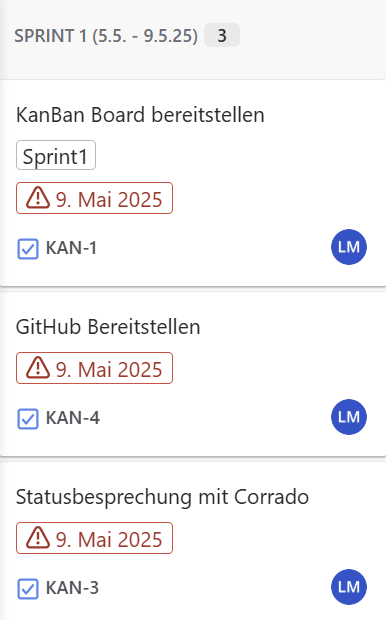 SPRINT 1 (5.5. - 9.5.25) 3
KanBan Board bereitstellen
Sprint1
9. Mai 2025
KAN-1 LM
GitHub Bereitstellen
9. Mai 2025
KAN-4 LM
Statusbesprechung mit Corrado
9. Mai 2025
KAN-3 LM